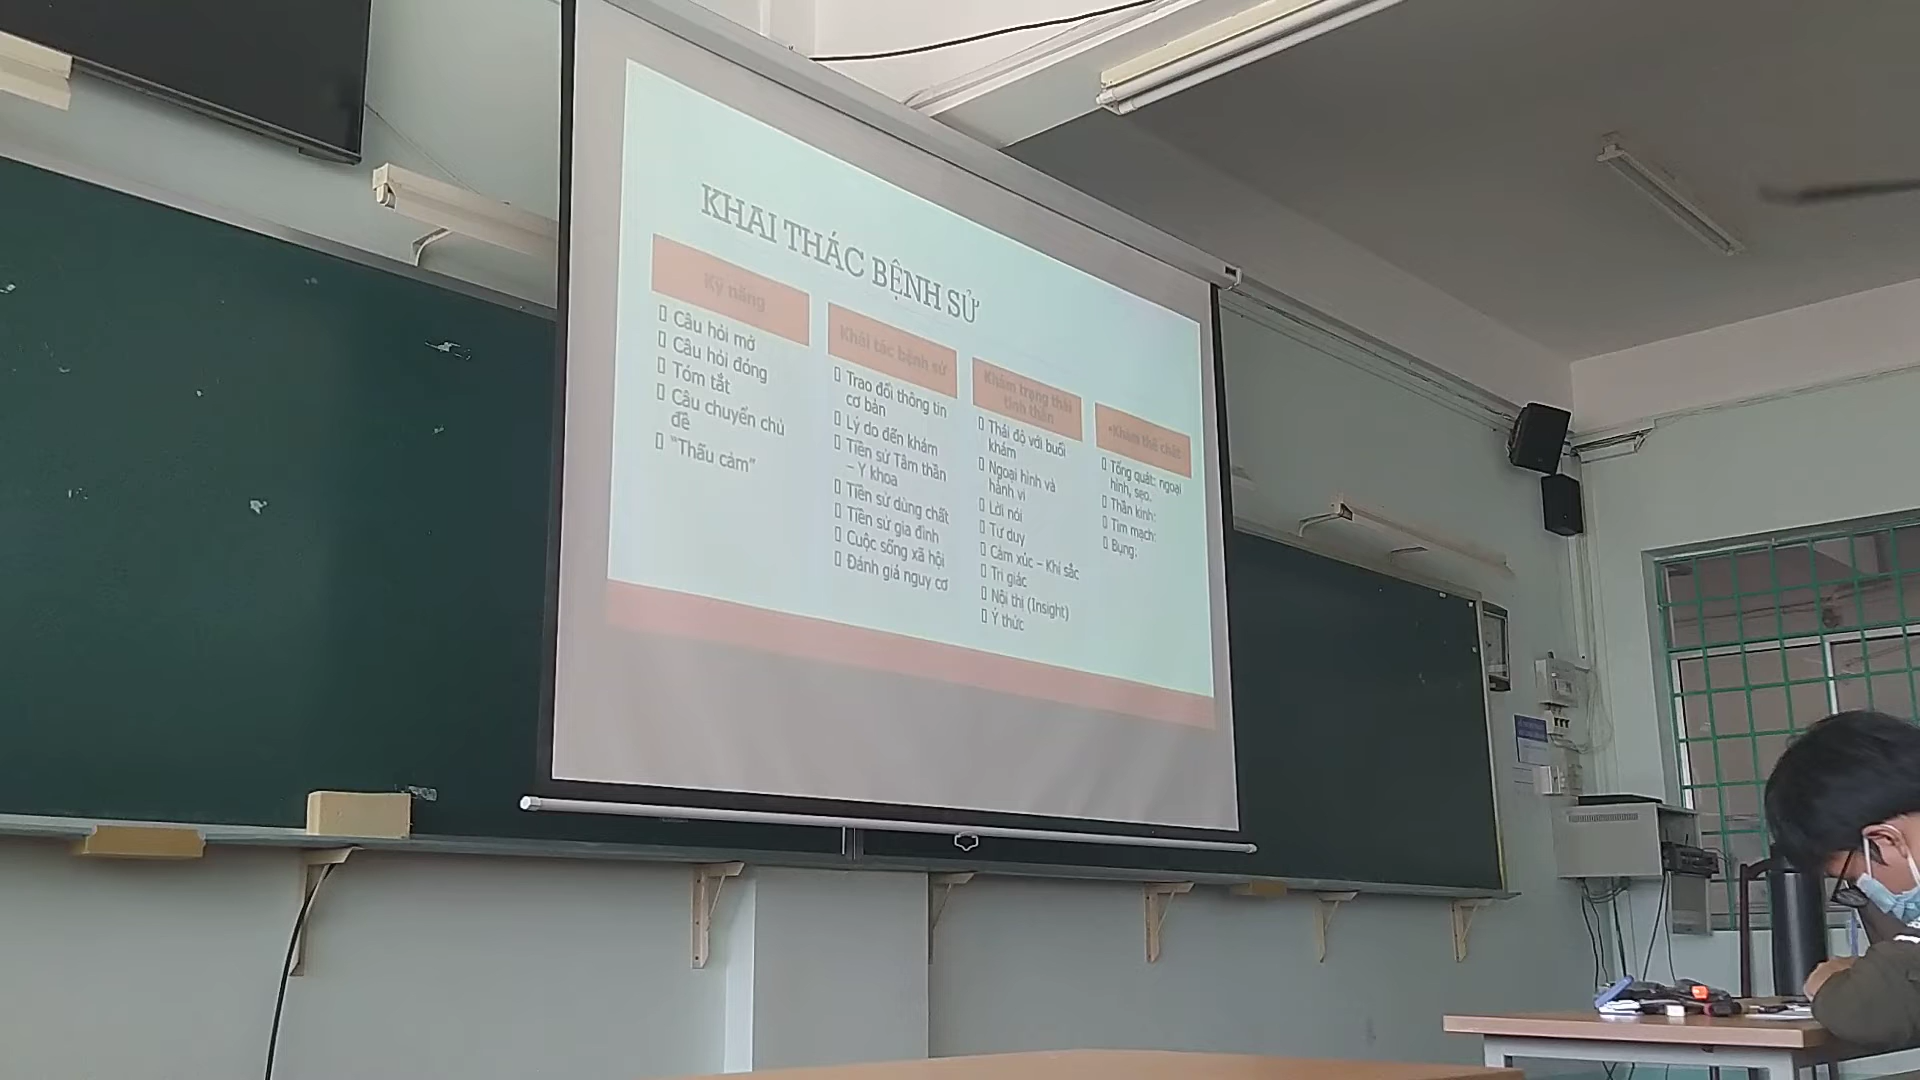 KHAI THÁC BỆNH SỬ
Kỹ năng
Câu hỏi mở
Câu hỏi đóng
Tóm tắt
Câu chuyển chủ
đề
“Thấu cảm”
Khai tác bệnh sử
Trao đổi thông tin
cơ bản
Lý do đến khám
Tiền sử Tâm thần
– Y khoa
Tiền sử dùng chất
Tiền sử gia đình
Cuộc sống xã hội
Đánh giá nguy cơ
Khám trạng thái
tinh thần
Thái độ với buổi
khám
Ngoại hình và
hành vi
Lời nói
Tư duy
Cảm xúc – Khí sắc
Tri giác
Nội thị (Insight)
Ý thức
•Khám thể chất
Tổng quát: ngoại
hình, sẹo.
Thần kinh:
Tim mạch:
Bụng: